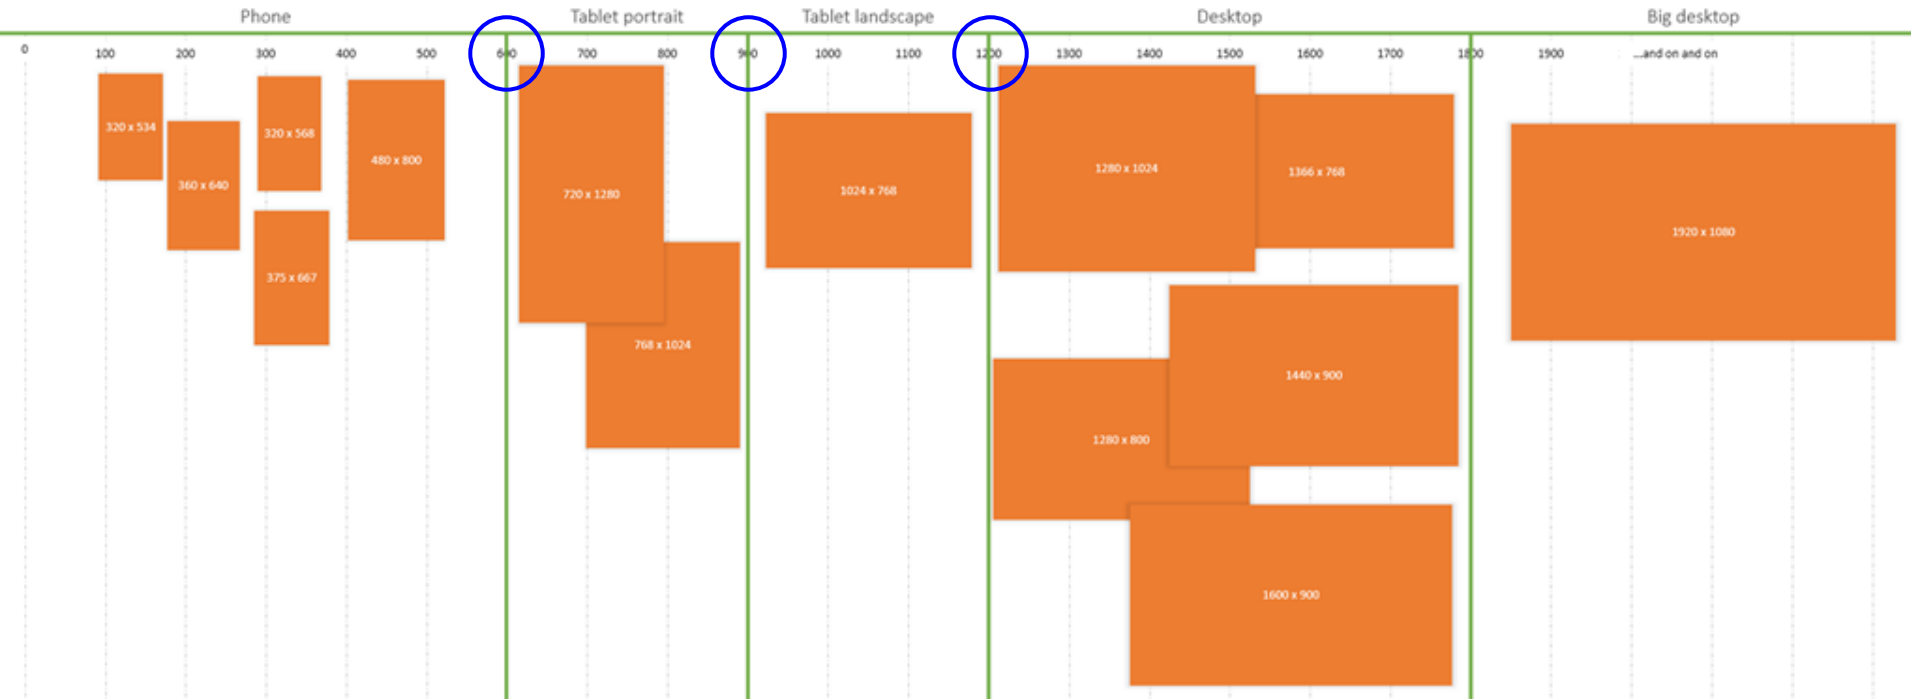 Phone
Tablet portrait
Tablet landscape
Desktop
Big desktop
0
100
200
300
400
500
600
700
800
900
1000
1100
1200
1300
1400
1500
1600
1700
1800
1900
...and on and on
320 x 534
360 x 640
320 x 568
375 x 667
480 x 800
720 x 1280
768 x 1024
1024 x 768
1280 x 1024
1366 x 768
1440 x 900
1280 x 800
1600 x 900
1920 x 1080